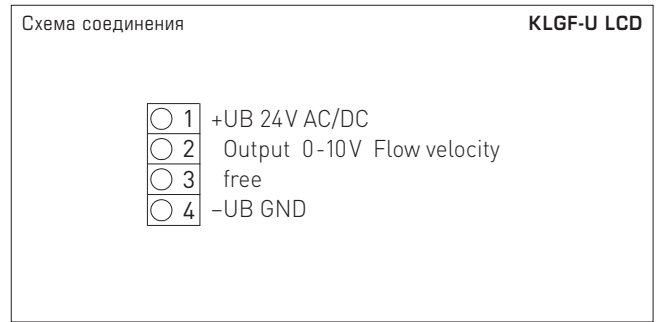 Схема соединения KLGF-U LCD
1 +UB 24V AC/DC
2 Output 0-10V Flow velocity
3 free
4 –UB GND